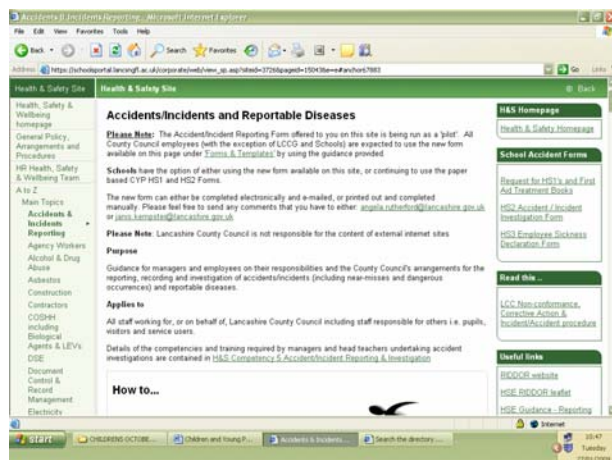 Accidents & Incidents Reporting - Microsoft Internet Explorer
File Edit View Favorites Tools Help
Back Search Favorites
Address Go Links
Health & Safety Site
Health & Safety Site
Back
Health, Safety &
Wellbeing
homepage
General Policy,
Arrangements and
Procedures
HR Health, Safety
& Wellbeing Team
A to Z
Main Topics
Accidents &
Incidents
Reporting
Agency Workers
Alcohol & Drug
Abuse
Asbestos
Construction
Contractors
COSHH
including
Biological
Agents & LEVs
DSE
Document
Control &
Record
Management
Electricity
Accidents/Incidents and Reportable Diseases
Please Note: The Accident/Incident Reporting Form offered to you on this site is being run as a 'pilot'. All
County Council employees (with the exception of LCCG and Schools) are expected to use the new form
available on this page under 'Forms & Templates' by using the guidance provided.
Schools have the option of either using the new form available on this site, or continuing to use the paper
based CYP HS1 and HS2 Forms.
The new form can either be completed electronically and e-mailed, or printed out and completed
manually. Please feel free to send any comments that you have to either: angela.rutherford@lancashire.gov.uk
or janis.kempster@lancashire.gov.uk
Please Note: Lancashire County Council is not responsible for the content of external internet sites
Purpose
Guidance for managers and employees on their responsibilities and the County Council's arrangements for the
reporting, recording and investigation of accidents/incidents (including near-misses and dangerous
occurrences) and reportable diseases.
Applies to
All staff working for, or on behalf of, Lancashire County Council including staff responsible for others i.e. pupils,
visitors and service users.
Details of the competencies and training required by managers and head teachers undertaking accident
investigations are contained in H&S Competency 5 Accident/Incident Reporting & Investigation
How to...
H&S Homepage
Health & Safety Homepage
School Accident Forms
Request for HS1's and First
Aid Treatment Books
HS2 Accident / Incident
Investigation Form
HS3 Employee Sickness
Declaration Form
Read this ..
LCC Non-conformance,
Corrective Action &
Incident/Accident procedure
Useful links
RIDDOR website
HSE RIDDOR leaflet
HSE Guidance - Reporting
Internet
start
CHILDRENS OCTOBE...
Children and Young P...
Accidents & Incidents ...
Search the directory ...
10:47
Tuesday